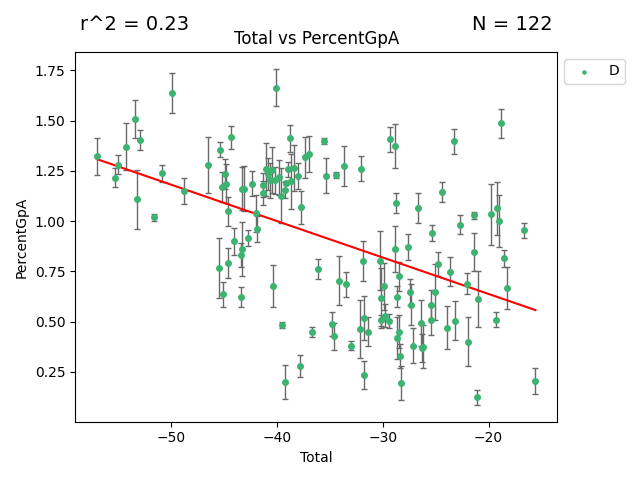 r^2 = 0.23
N = 122
Total vs PercentGpA
D
PercentGpA
1.75
1.50
1.25
1.00
0.75
0.50
0.25
−50
−40
−30
−20
Total